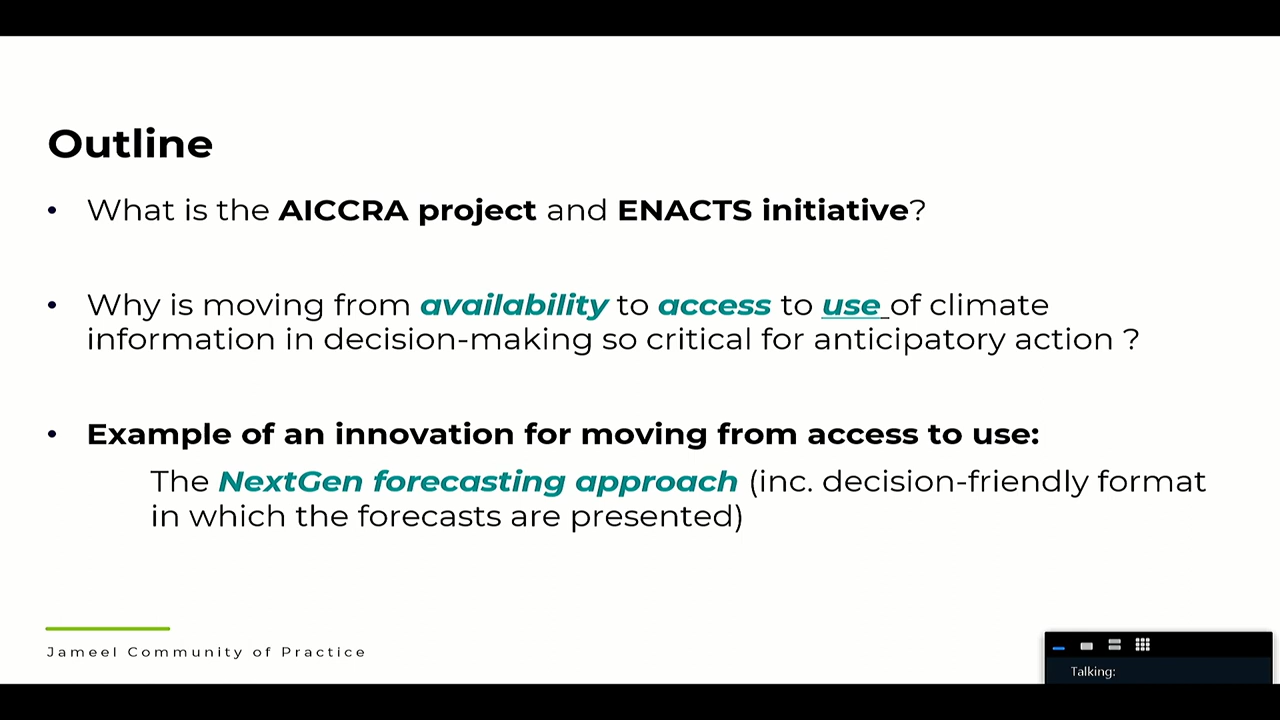 Outline
• What is the AICCRA project and ENACTS initiative?
• Why is moving from availability to access to use of climate
information in decision-making so critical for anticipatory action ?
• Example of an innovation for moving from access to use:
The NextGen forecasting approach (inc. decision-friendly format
in which the forecasts are presented)
Jameel Community of Practice
Talking: